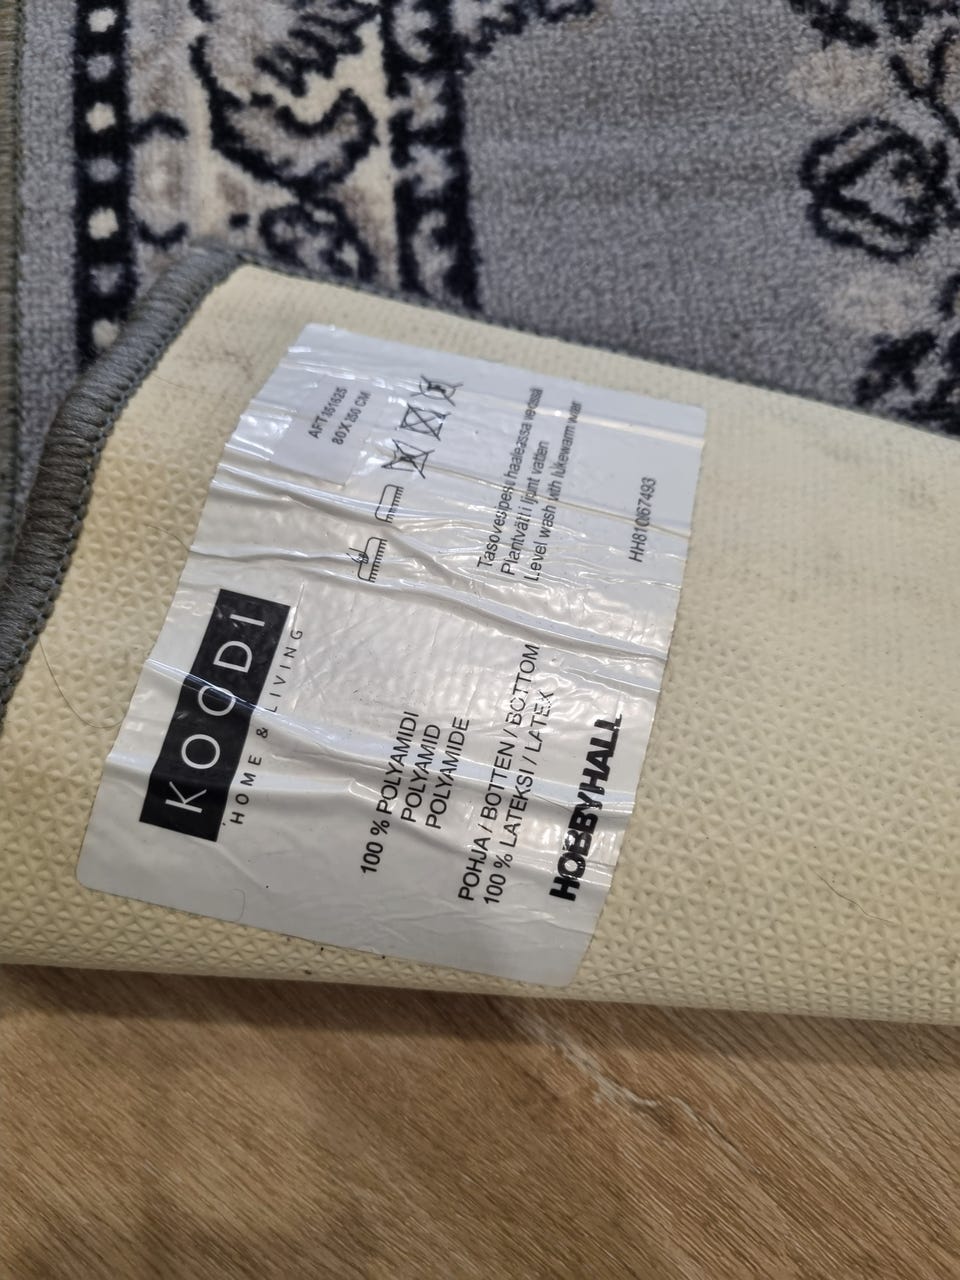 KOODI
HOME & LIVING
80X150 CM
100 % POLYAMIDI
POLYAMID
POLYAMIDE
POHJA / BOTTEN / BOTTOM
100 % LATEKSI / LATEX
HOBBYHALL
Tasovesipesu haaleassa vedessä
Plantvätt i ljumt vatten
Level wash with lukewarm water
HH81067493